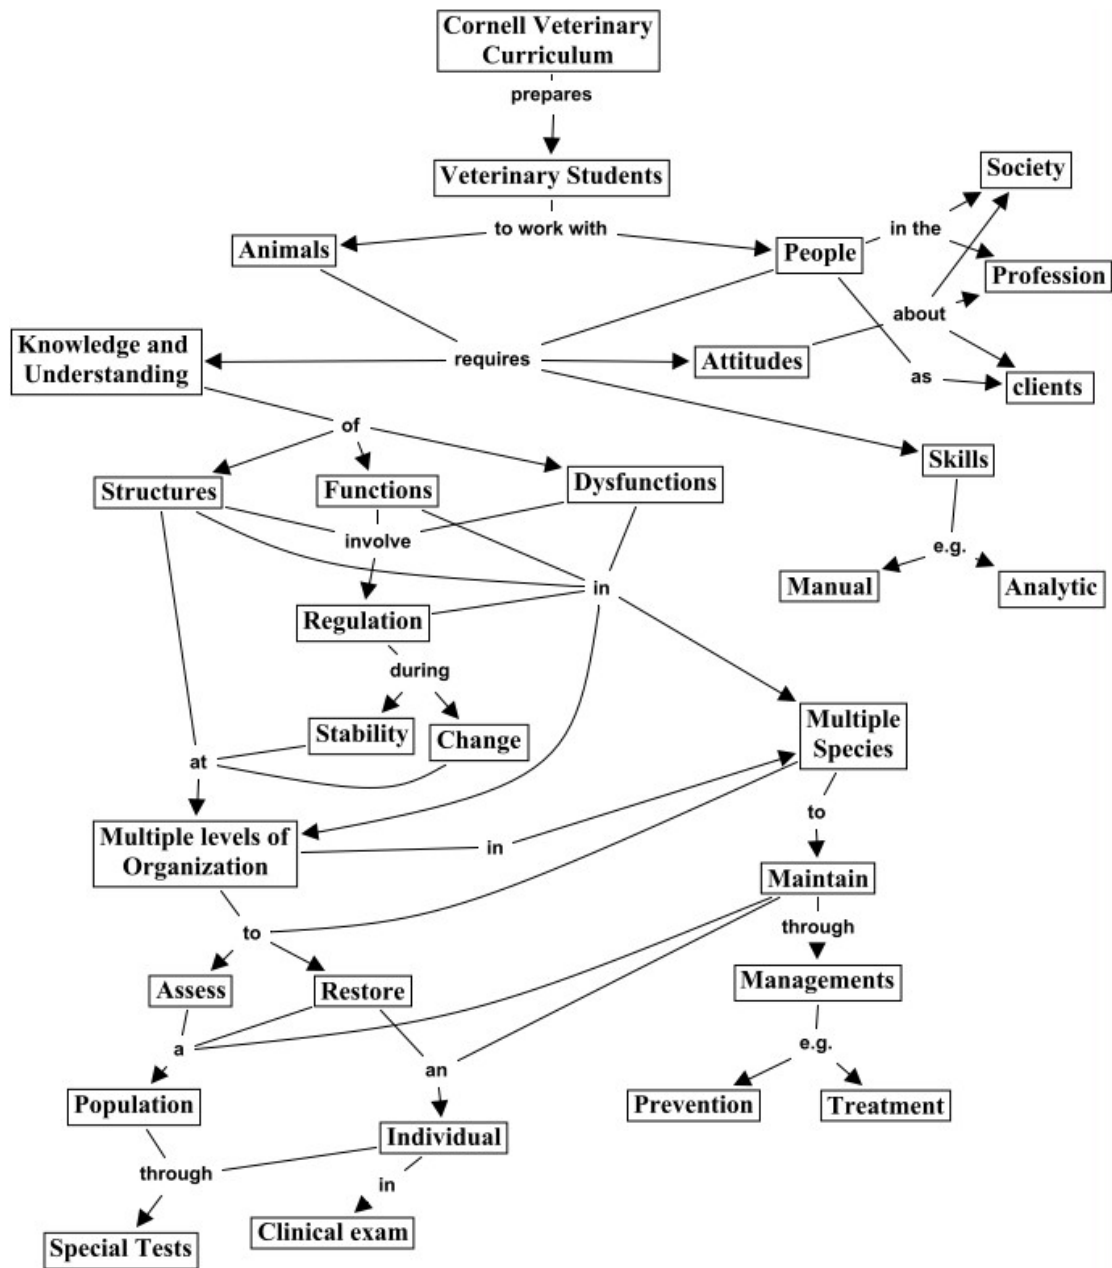 Cornell Veterinary
Curriculum
prepares
Veterinary Students
Society
to work with
in the
Animals
People
Profession
about
Knowledge and
Understanding
requires
Attitudes
as
clients
of
Skills
Structures
Functions
Dysfunctions
involve
e.g.
in
Manual
Analytic
Regulation
during
Stability
Change
Multiple
Species
at
to
Multiple levels of
Organization
in
Maintain
through
to
Assess
Restore
Managements
a
an
e.g.
Population
Prevention
Treatment
Individual
through
in
Special Tests
Clinical exam